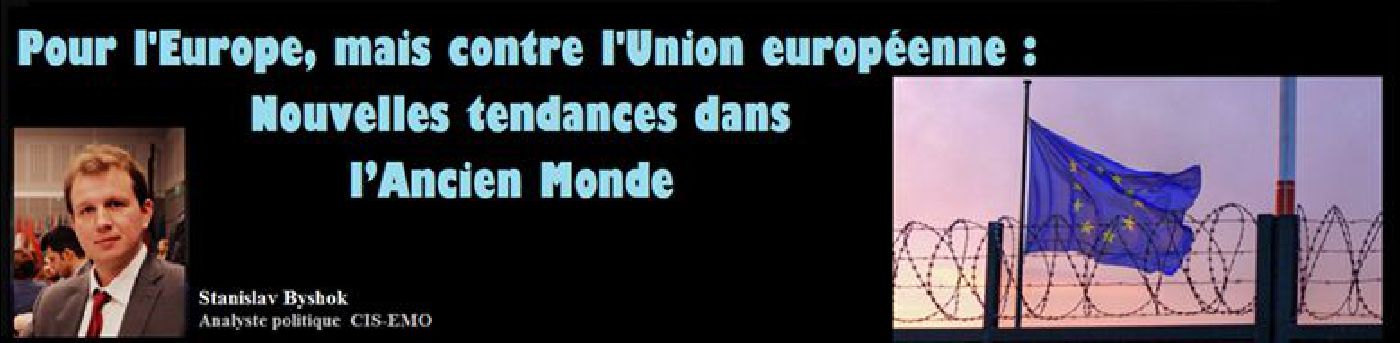 Pour l'Europe, mais contre l'Union européenne :
Nouvelles tendances dans
l’Ancien Monde
Stanislav Byshok
Analyste politique CIS-EMO